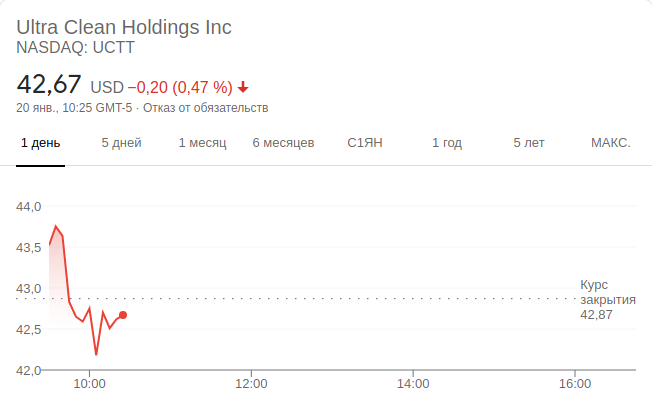 Ultra Clean Holdings Inc
NASDAQ: UCTT
42,67 USD −0,20 (0,47 %)
20 янв., 10:25 GMT-5 · Отказ от обязательств
1 день 5 дней 1 месяц 6 месяцев С1ЯН 1 год 5 лет МАКС.
44,0
43,5
43,0
42,5
42,0
Курс
закрытия
42,87
10:00 12:00 14:00 16:00